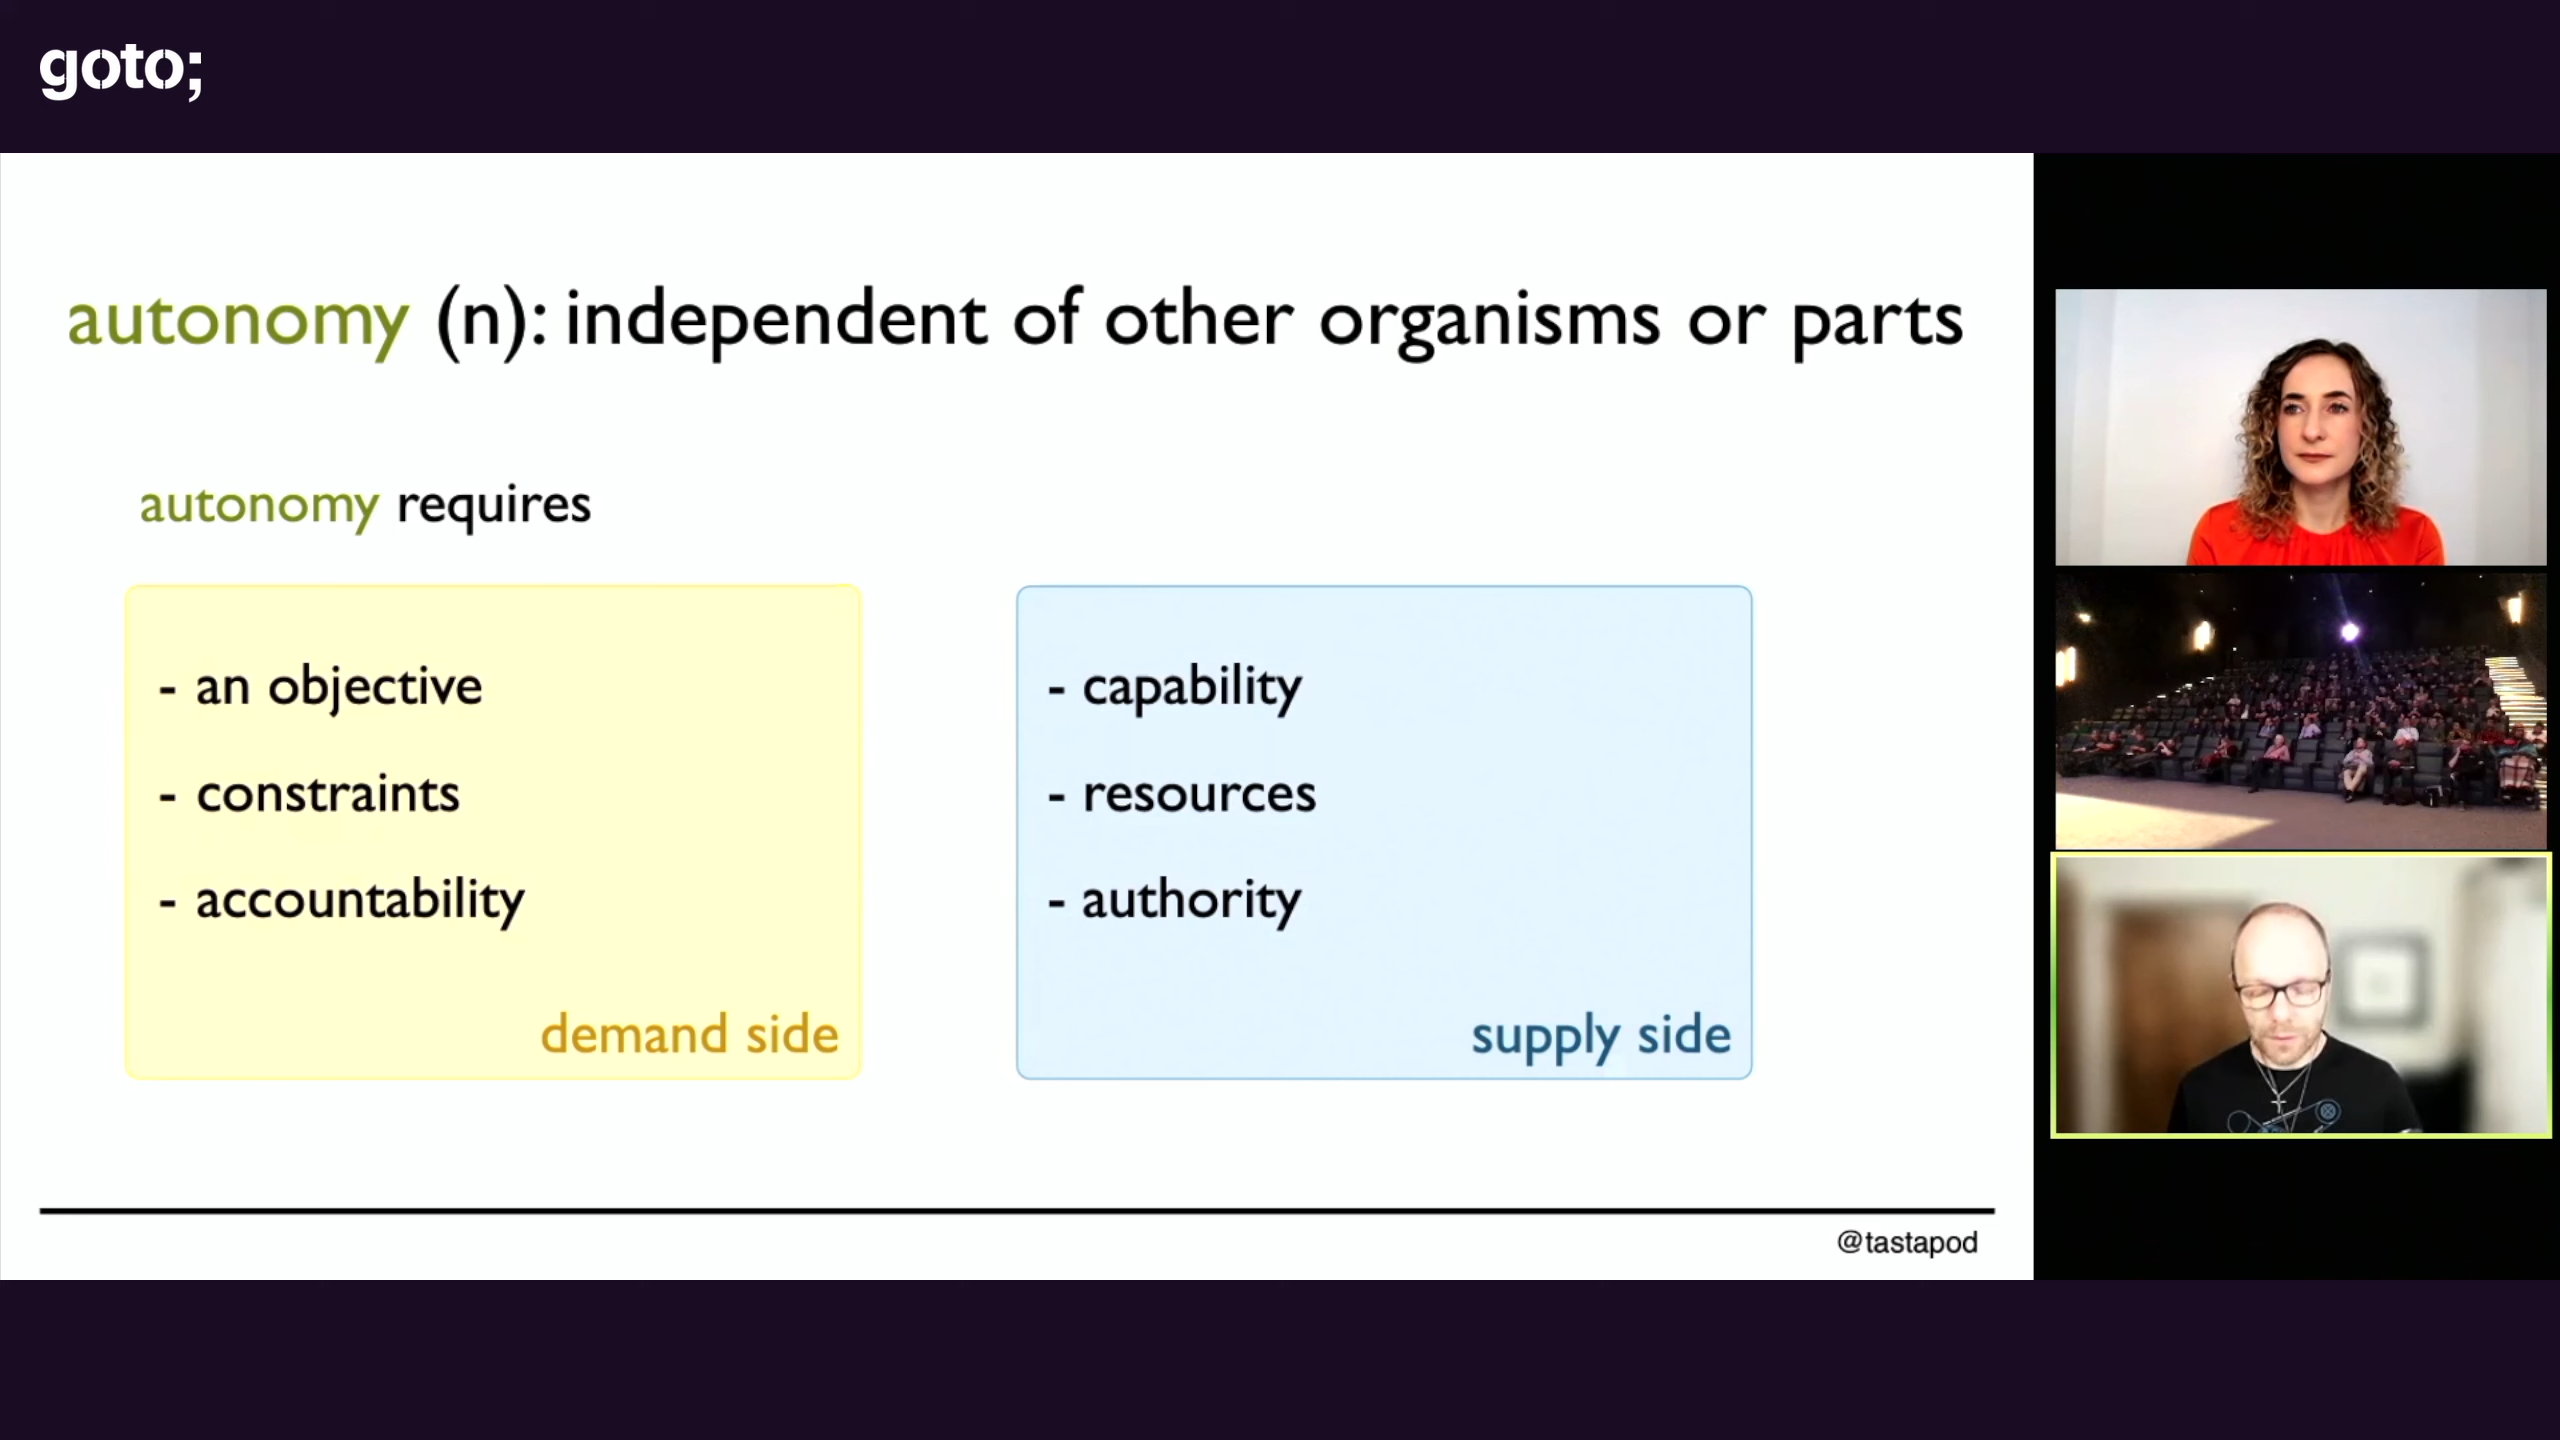 goto;
autonomy (n): independent of other organisms or parts
autonomy requires
- an objective
- constraints
- accountability
demand side
- capability
- resources
- authority
supply side
@tastapod